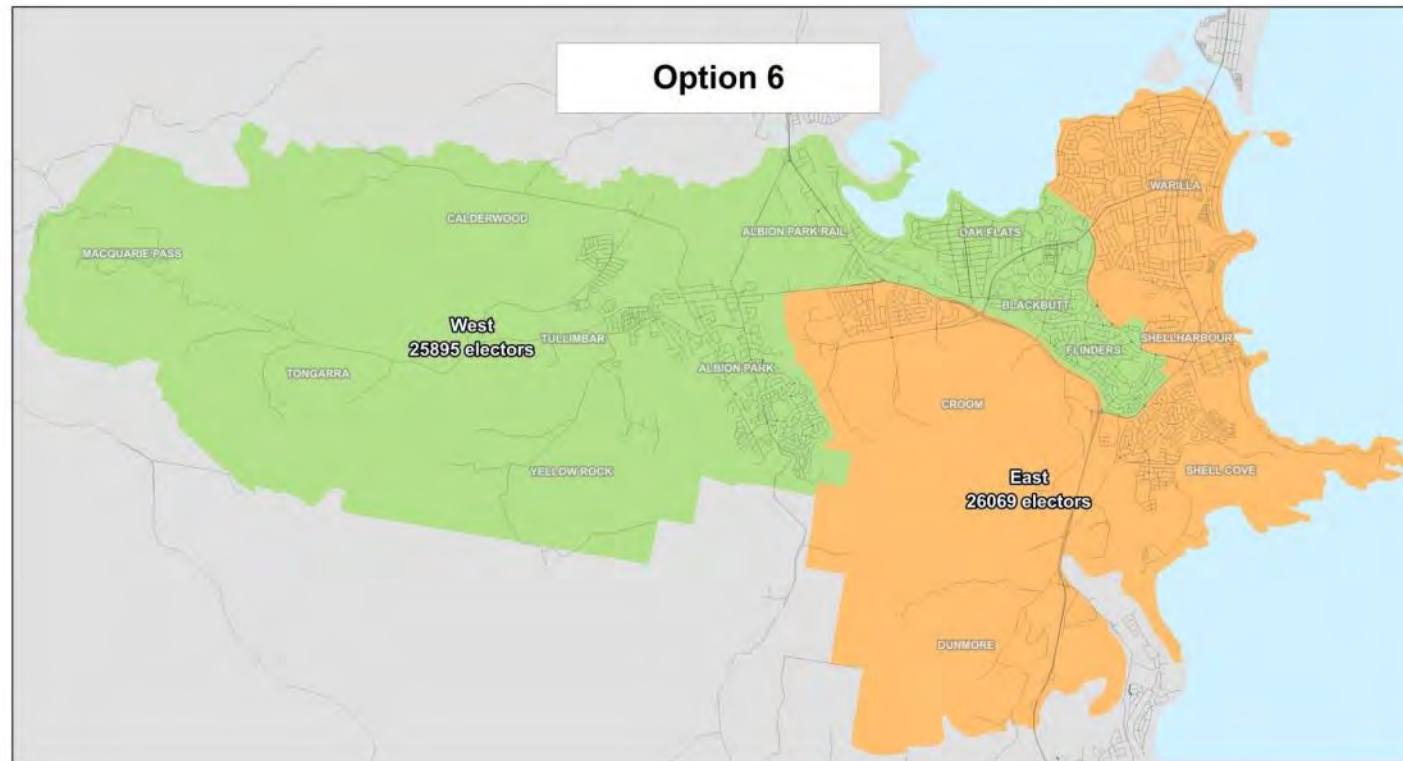 Option 6
WARILLA
CALDERWOOD
ALBION PARK RAIL
OAK FLATS
MACQUARIE PASS
BLACKBUTT
West
25895 electors
TULLIMBAR
SHELLHARBOUR
FLINDERS
TONGARRA
ALBION PARK
CROOM
YELLOW ROCK
SHELL COVE
East
26069 electors
DUNMORE